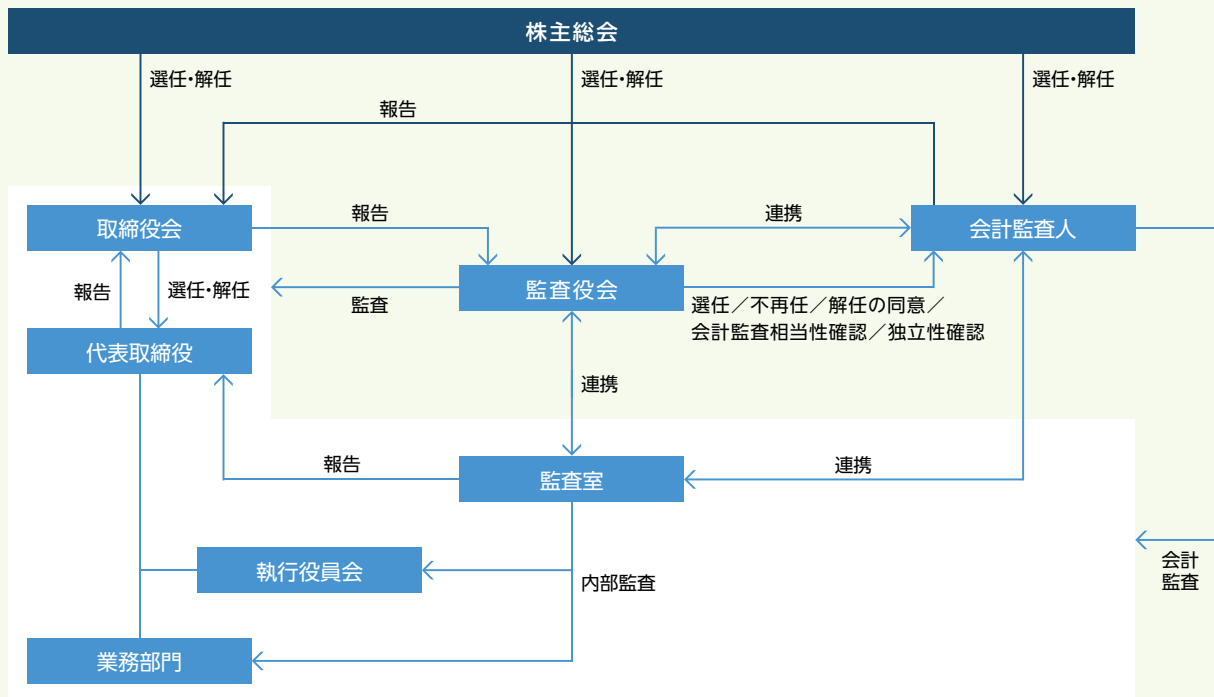 株主総会
選任・解任
選任・解任
選任・解任
報告
取締役会
報告
連携
会計監査人
報告
選任・解任
監査
監査役会
選任／不再任／解任の同意／
会計監査相当性確認／独立性確認
代表取締役
連携
報告
監査室
連携
執行役員会
内部監査
会計
監査
業務部門